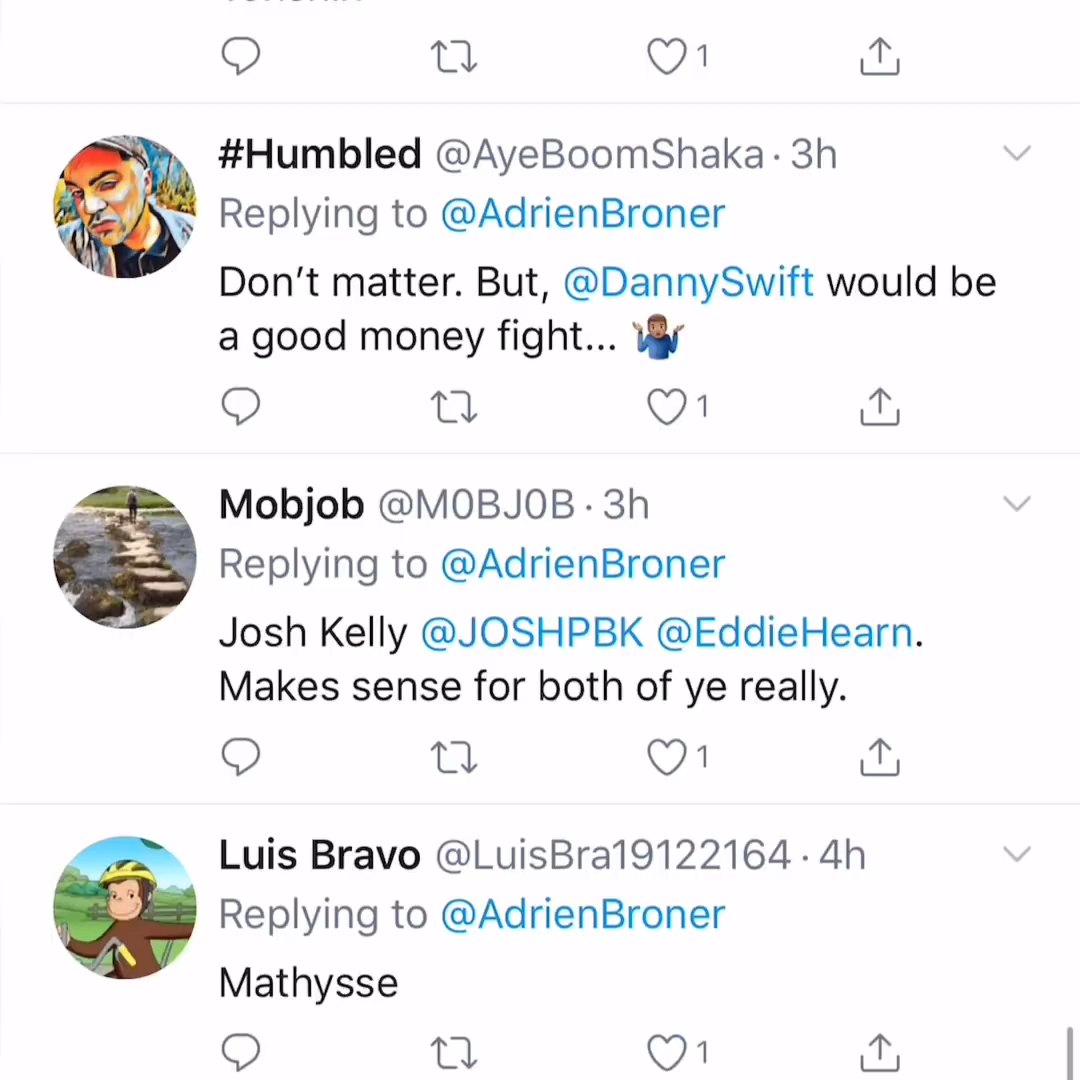 1
#Humbled @AyeBoomShaka · 3h
Replying to @AdrienBroner
Don’t matter. But, @DannySwift would be
a good money fight... 🤷🏽‍♂️
1
Mobjob @M0BJ0B · 3h
Replying to @AdrienBroner
Josh Kelly @JOSHPBK @EddieHearn.
Makes sense for both of ye really.
1
Luis Bravo @LuisBra19122164 · 4h
Replying to @AdrienBroner
Mathysse
1